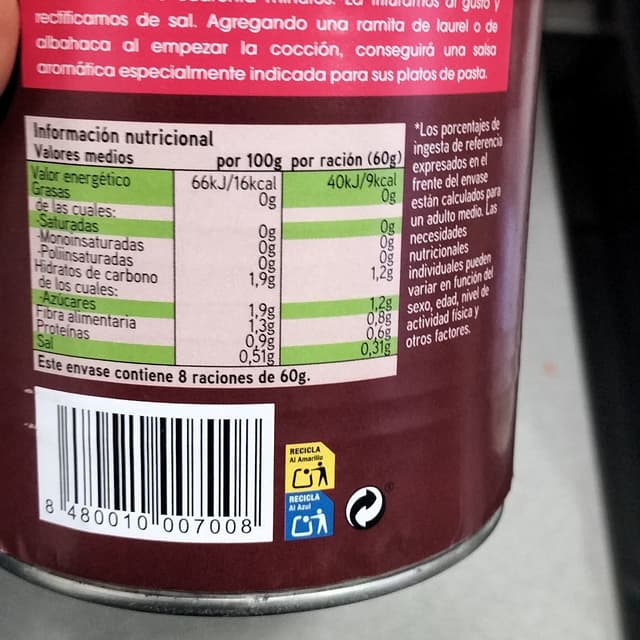 rectificamos de sal. Agregando una ramita de laurel o de
albahaca al empezar la cocción, conseguirá una salsa
aromática especialmente indicada para sus platos de pasta.
Información nutricional
Valores medios por 100g por ración (60g)
Valor energético 66kJ/16kcal 40kJ/9kcal
Grasas 0g 0g
de las cuales:
-Saturadas 0g 0g
-Monoinsaturadas 0g 0g
-Poliinsaturadas 0g 0g
Hidratos de carbono 1,9g 1,2g
de los cuales:
-Azúcares 1,9g 1,2g
Fibra alimentaria 1,3g 0,8g
Proteínas 0,9g 0,6g
Sal 0,51g 0,31g
Este envase contiene 8 raciones de 60g.
*Los porcentajes de
ingesta de referencia
expresados en el
frente del envase
están calculados para
un adulto medio. Las
necesidades
nutricionales
individuales pueden
variar en función del
sexo, edad, nivel de
actividad física y
otros factores.
8 480010 007008
RECICLA
Al Amarillo
RECICLA
Al Azul